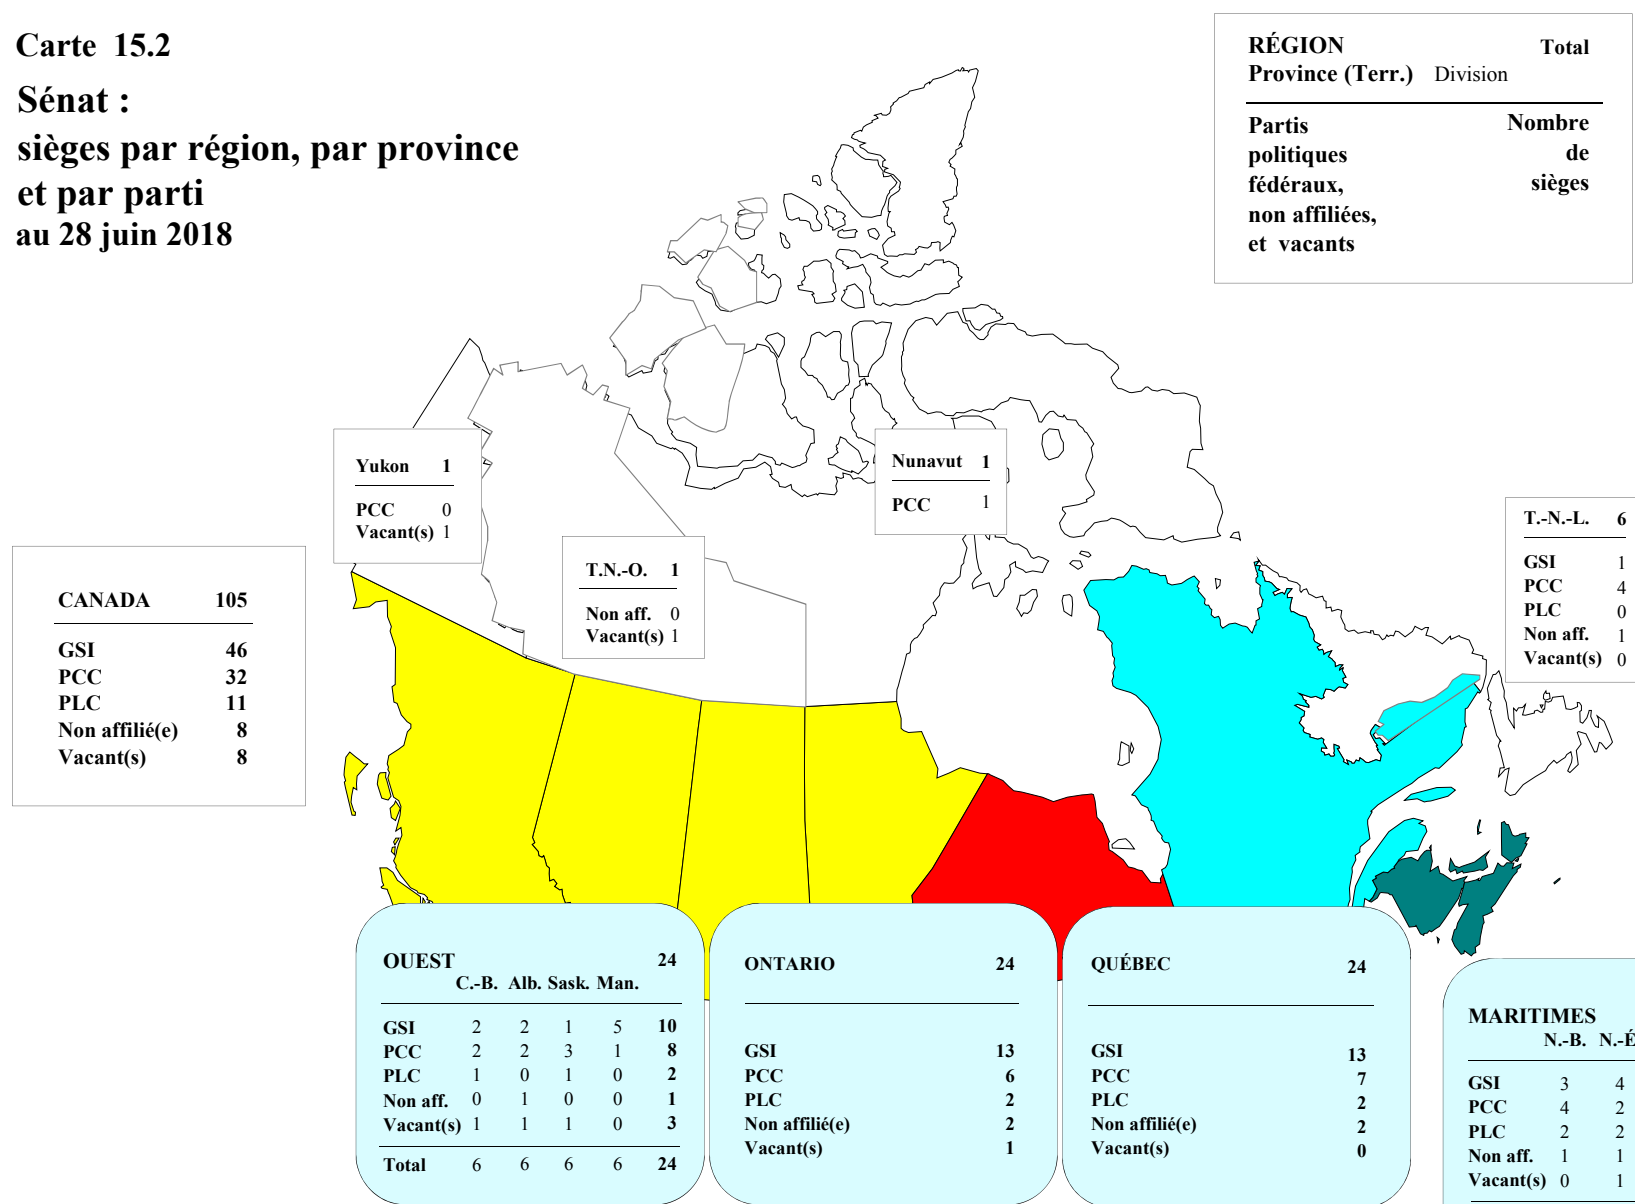 Carte 15.2
Sénat :
sièges par région, par province
et par parti
au 28 juin 2018
RÉGION Total
Province (Terr.) Division
Partis Nombre
politiques de
fédéraux, sièges
non affiliées,
et vacants
Yukon 1
PCC 0
Vacant(s) 1
Nunavut 1
PCC 1
T.N.-O. 1
Non aff. 0
Vacant(s) 1
T.-N.-L. 6
GSI 1
PCC 4
PLC 0
Non aff. 1
Vacant(s) 0
CANADA 105
GSI 46
PCC 32
PLC 11
Non affilié(e) 8
Vacant(s) 8
OUEST 24
C.-B. Alb. Sask. Man.
GSI 2 2 1 5 10
PCC 2 2 3 1 8
PLC 1 0 1 0 2
Non aff. 0 1 0 0 1
Vacant(s) 1 1 1 0 3
Total 6 6 6 6 24
ONTARIO 24
GSI 13
PCC 6
PLC 2
Non affilié(e) 2
Vacant(s) 1
QUÉBEC 24
GSI 13
PCC 7
PLC 2
Non affilié(e) 2
Vacant(s) 0
MARITIMES
N.-B. N.-É
GSI 3 4
PCC 4 2
PLC 2 2
Non aff. 1 1
Vacant(s) 0 1